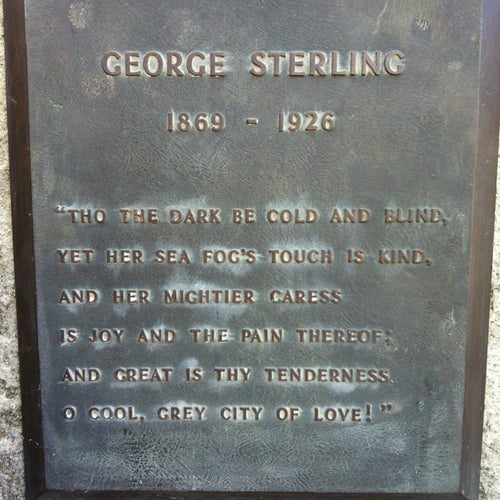 GEORGE STERLING
1869 - 1926
"THO THE DARK BE COLD AND BLIND,
YET HER SEA FOG'S TOUCH IS KIND,
AND HER MIGHTIER CARESS
IS JOY AND THE PAIN THEREOF;
AND GREAT IS THY TENDERNESS.
O COOL, GREY CITY OF LOVE!"